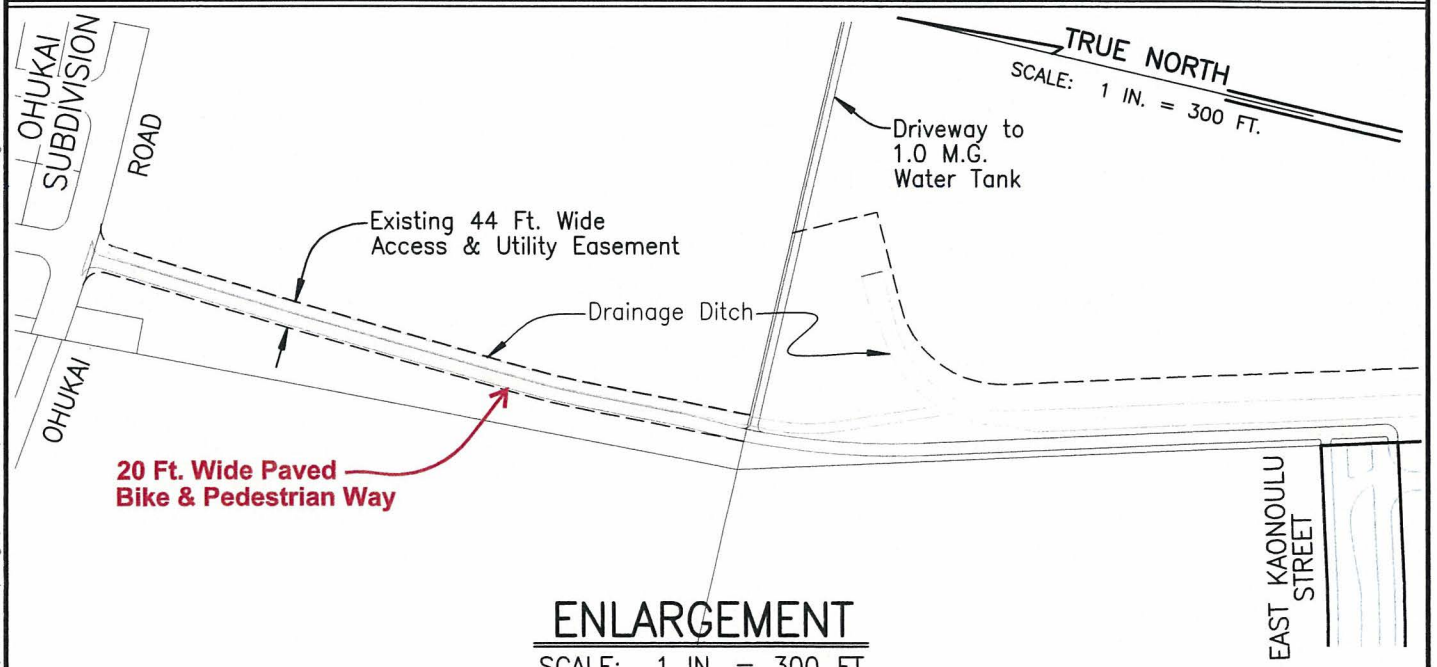 OHUKAI
SUBDIVISION
ROAD
TRUE NORTH
SCALE: 1 IN. = 300 FT.
Driveway to
1.0 M.G.
Water Tank
Existing 44 Ft. Wide
Access & Utility Easement
Drainage Ditch
OHUKAI
20 Ft. Wide Paved
Bike & Pedestrian Way
EAST KAONOULU
STREET
ENLARGEMENT
SCALE: 1 IN. = 300 FT.